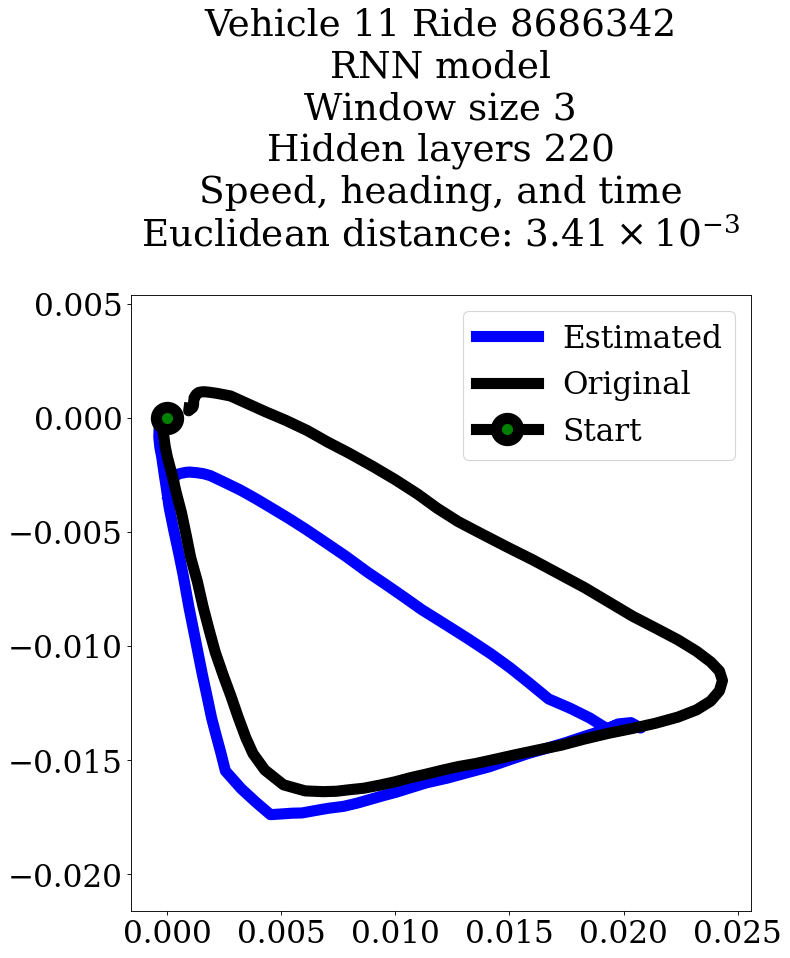 Vehicle 11 Ride 8686342
RNN model
Window size 3
Hidden layers 220
Speed, heading, and time
Euclidean distance: 3.41 × 10⁻³
Estimated
Original
Start
0.005
0.000
−0.005
−0.010
−0.015
−0.020
0.000 0.005 0.010 0.015 0.020 0.025